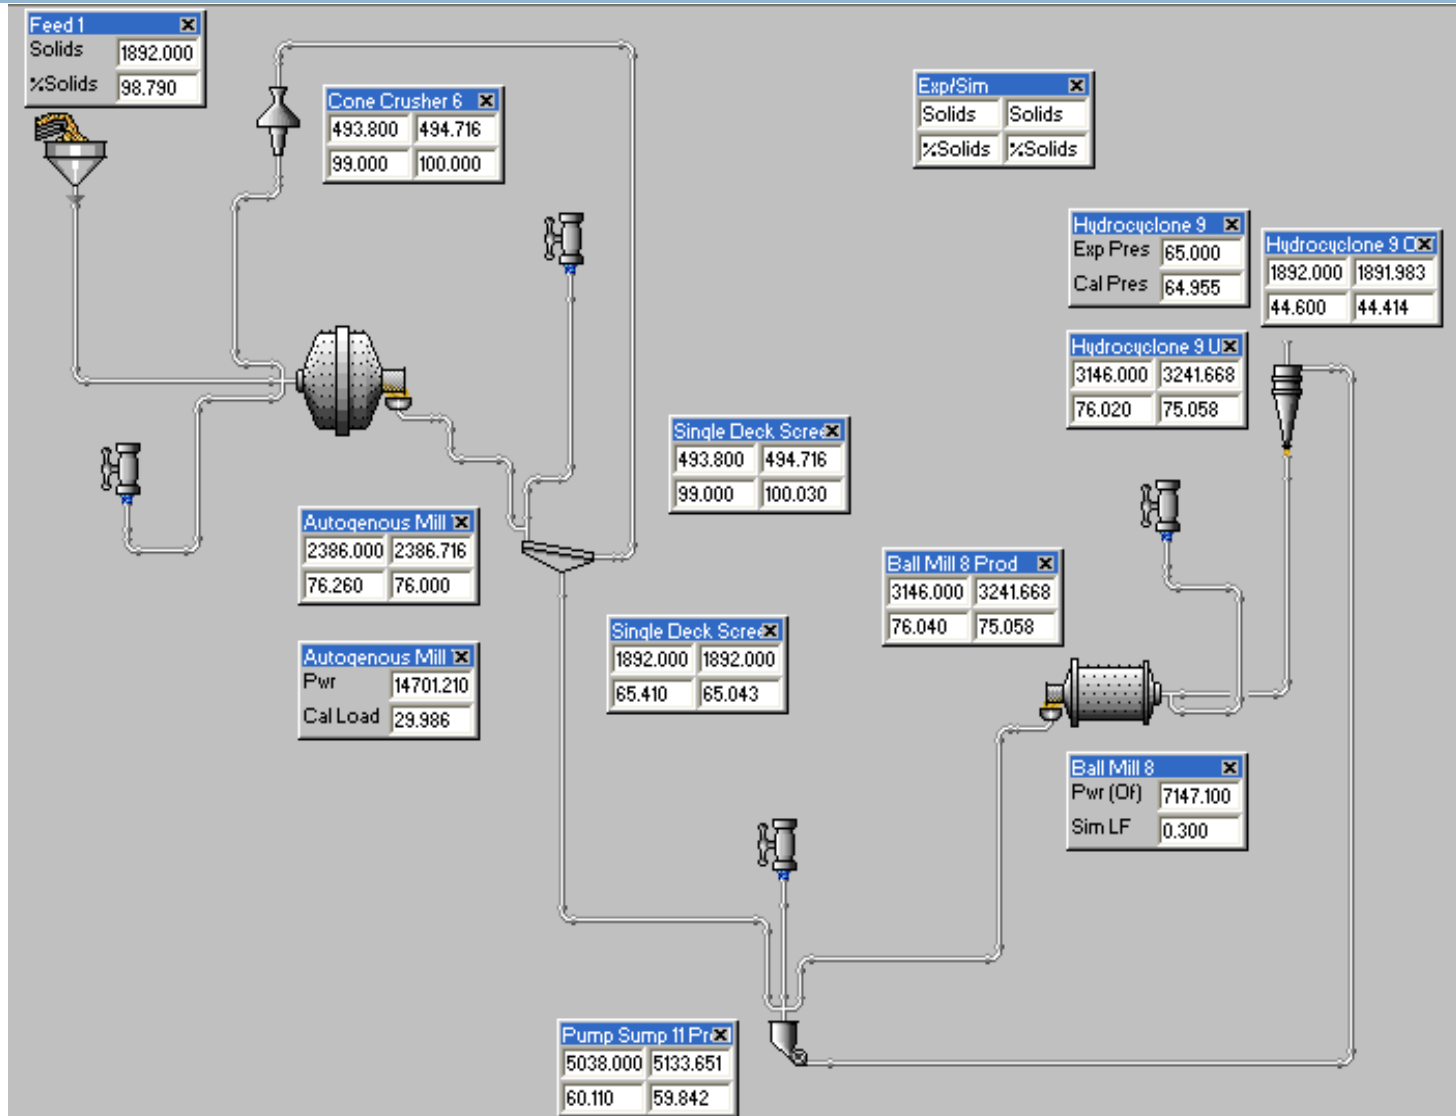 Feed 1
Solids 1892.000
%Solids 98.790
Cone Crusher 6
493.800 494.716
99.000 100.000
Exp/Sim
Solids Solids
%Solids %Solids
Hydrocyclone 9
Exp Pres 65.000
Cal Pres 64.955
Hydrocyclone 9 O
1892.000 1891.983
44.600 44.414
Hydrocyclone 9 U
3146.000 3241.668
76.020 75.058
Single Deck Scree
493.800 494.716
99.000 100.030
Autogenous Mill
2386.000 2386.716
76.260 76.000
Ball Mill 8 Prod
3146.000 3241.668
76.040 75.058
Single Deck Scree
1892.000 1892.000
65.410 65.043
Autogenous Mill
Pwr 14701.210
Cal Load 29.986
Ball Mill 8
Pwr (Of) 7147.100
Sim LF 0.300
Pump Sump 11 Pr
5038.000 5133.651
60.110 59.842